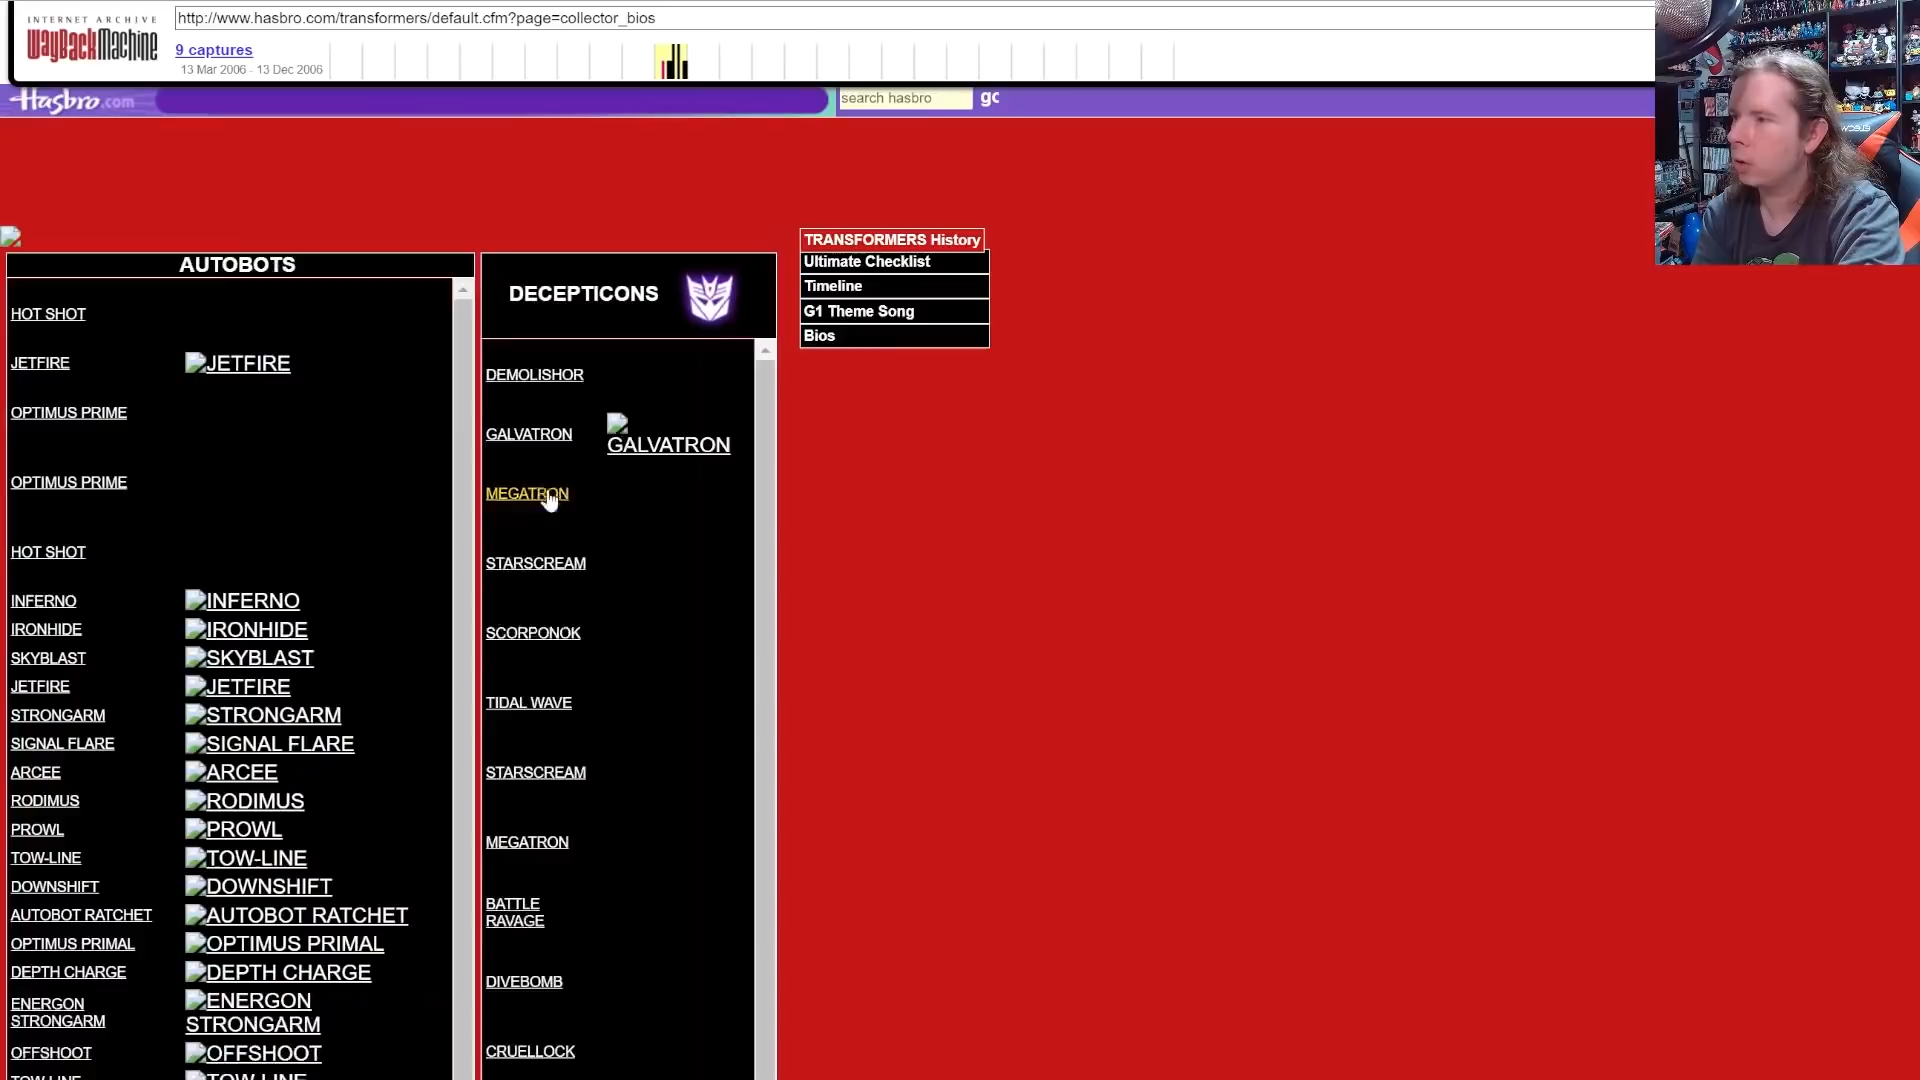 INTERNET ARCHIVE
WayBackMachine
http://www.hasbro.com/transformers/default.cfm?page=collector_bios
9 captures
13 Mar 2006 - 13 Dec 2006
Hasbro.com
search hasbro
gc
AUTOBOTS
HOT SHOT
JETFIRE JETFIRE
OPTIMUS PRIME
OPTIMUS PRIME
HOT SHOT
INFERNO INFERNO
IRONHIDE IRONHIDE
SKYBLAST SKYBLAST
JETFIRE JETFIRE
STRONGARM STRONGARM
SIGNAL FLARE SIGNAL FLARE
ARCEE ARCEE
RODIMUS RODIMUS
PROWL PROWL
TOW-LINE TOW-LINE
DOWNSHIFT DOWNSHIFT
AUTOBOT RATCHET AUTOBOT RATCHET
OPTIMUS PRIMAL OPTIMUS PRIMAL
DEPTH CHARGE DEPTH CHARGE
ENERGON ENERGON
STRONGARM STRONGARM
OFFSHOOT OFFSHOOT
TOW-LINE TOW-LINE
DECEPTICONS
DEMOLISHOR
GALVATRON GALVATRON
MEGATRON
STARSCREAM
SCORPONOK
TIDAL WAVE
STARSCREAM
MEGATRON
BATTLE
RAVAGE
DIVEBOMB
CRUELLOCK
TRANSFORMERS History
Ultimate Checklist
Timeline
G1 Theme Song
Bios